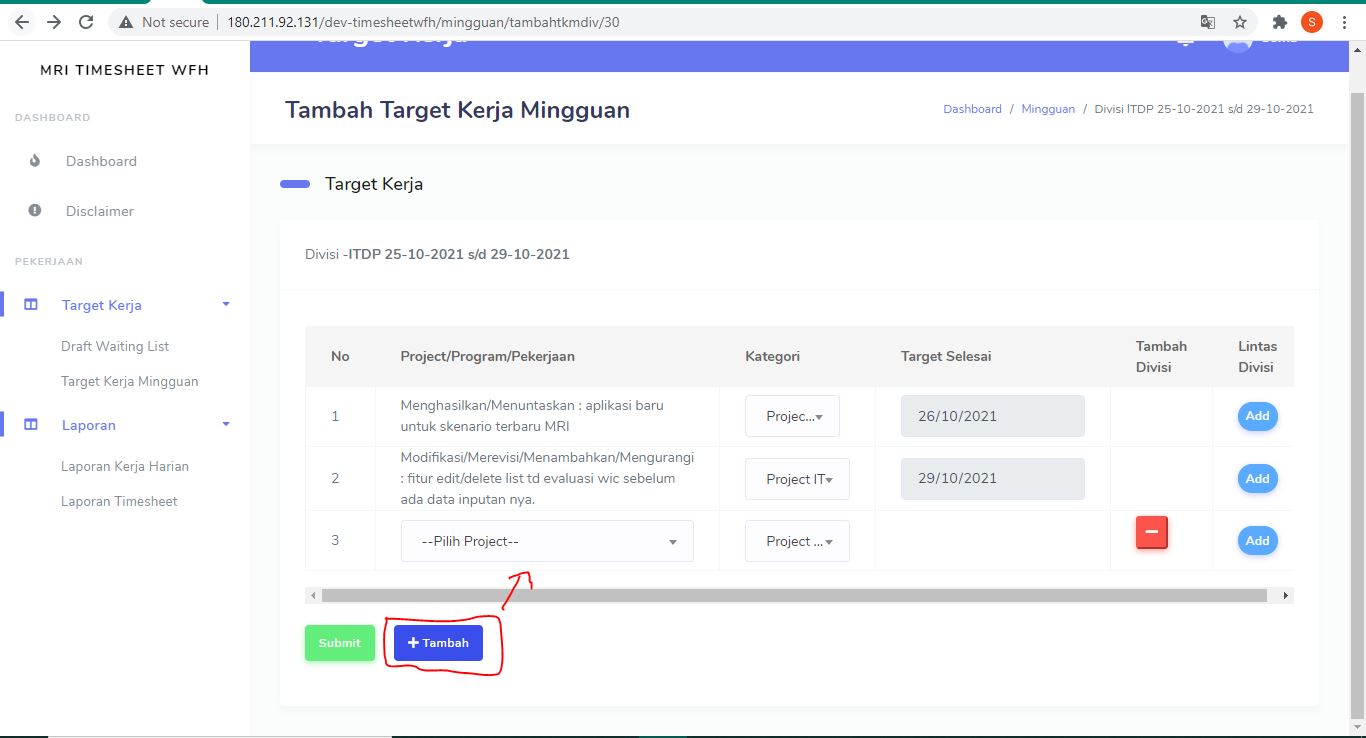 Not secure | 180.211.92.131/dev-timesheetwfh/mingguan/tambahtkmdiv/30
S
MRI TIMESHEET WFH
DASHBOARD
Dashboard
Disclaimer
PEKERJAAN
Target Kerja
Draft Waiting List
Target Kerja Mingguan
Laporan
Laporan Kerja Harian
Laporan Timesheet
Target Kerja
Tambah Target Kerja Mingguan
Dashboard / Mingguan / Divisi ITDP 25-10-2021 s/d 29-10-2021
Target Kerja
Divisi -ITDP 25-10-2021 s/d 29-10-2021
No Project/Program/Pekerjaan Kategori Target Selesai Tambah Divisi Lintas Divisi
1 Menghasilkan/Menuntaskan : aplikasi baru
untuk skenario terbaru MRI
Projec... 26/10/2021 Add
2 Modifikasi/Merevisi/Menambahkan/Mengurangi
: fitur edit/delete list td evaluasi wic sebelum
ada data inputan nya.
Project IT 29/10/2021 Add
3 --Pilih Project-- Project ... Add
Submit + Tambah